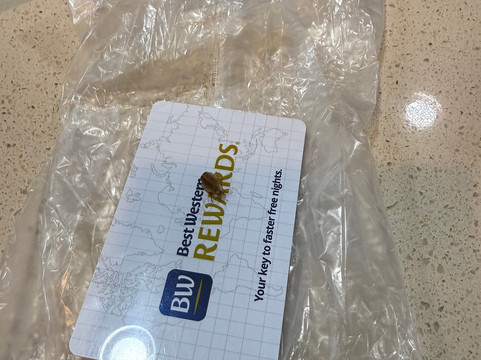 Best Western
REWARDS®
Your key to faster free nights.
BW